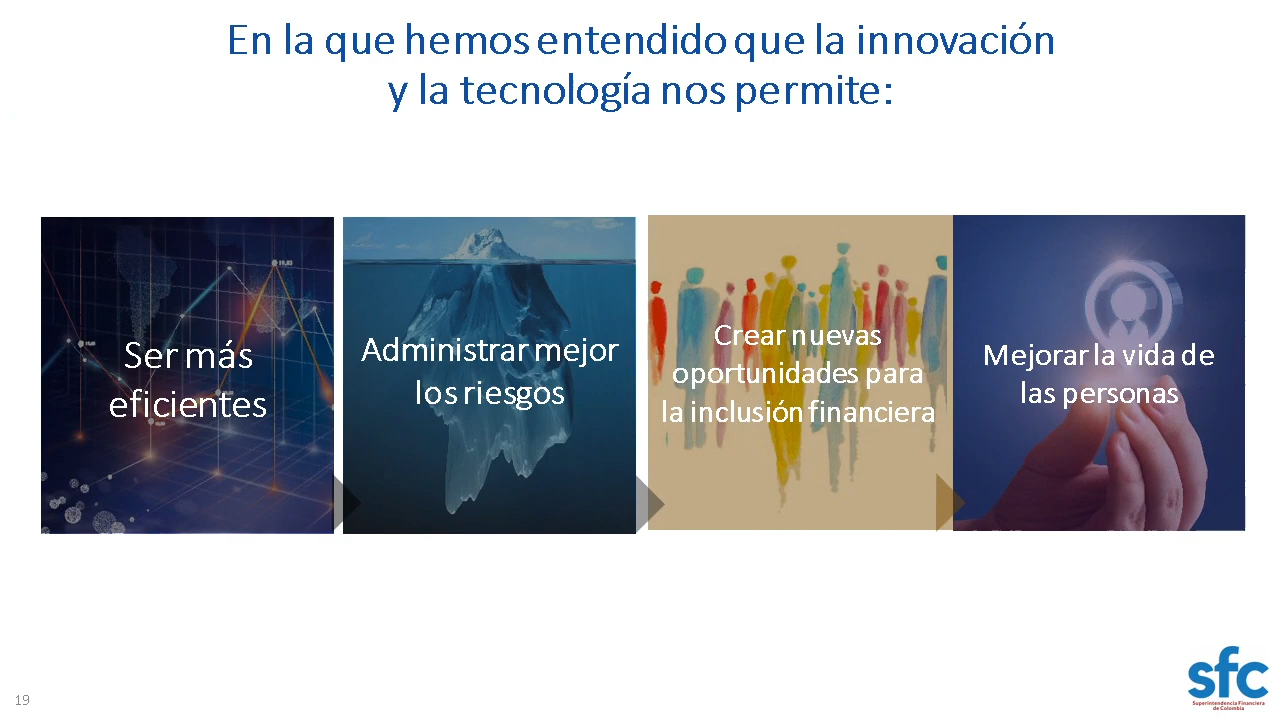 En la que hemos entendido que la innovación
y la tecnología nos permite:
Ser más
eficientes
Administrar mejor
los riesgos
Crear nuevas
oportunidades para
la inclusión financiera
Mejorar la vida de
las personas
19
sfc
Superintendencia Financiera
de Colombia